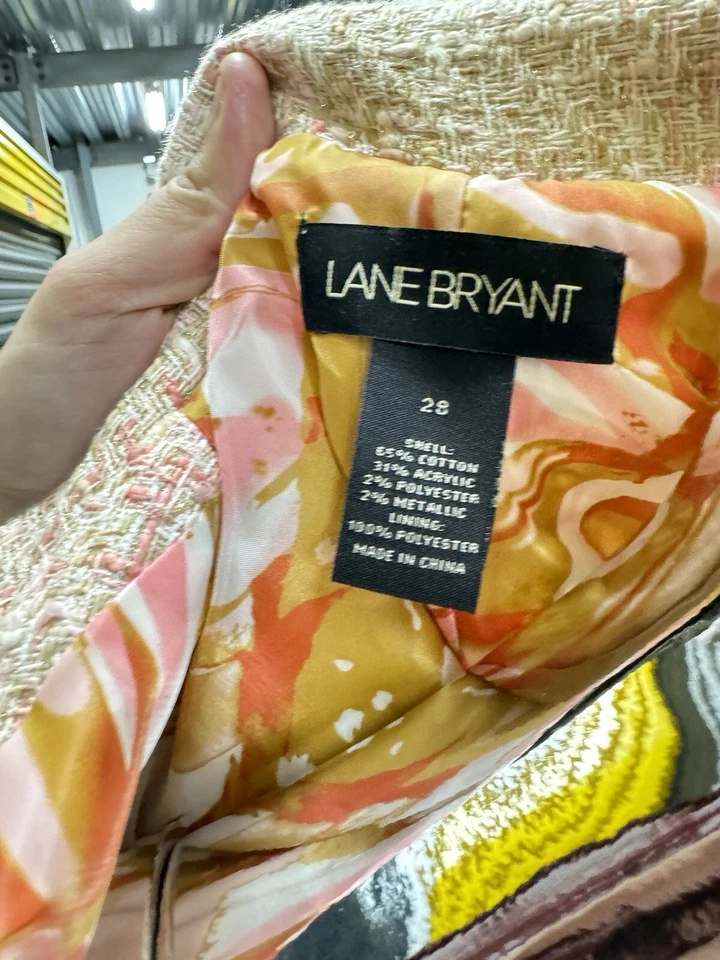 LANE BRYANT
28
SHELL:
65% COTTON
31% ACRYLIC
2% POLYESTER
2% METALLIC
LINING:
100% POLYESTER
MADE IN CHINA